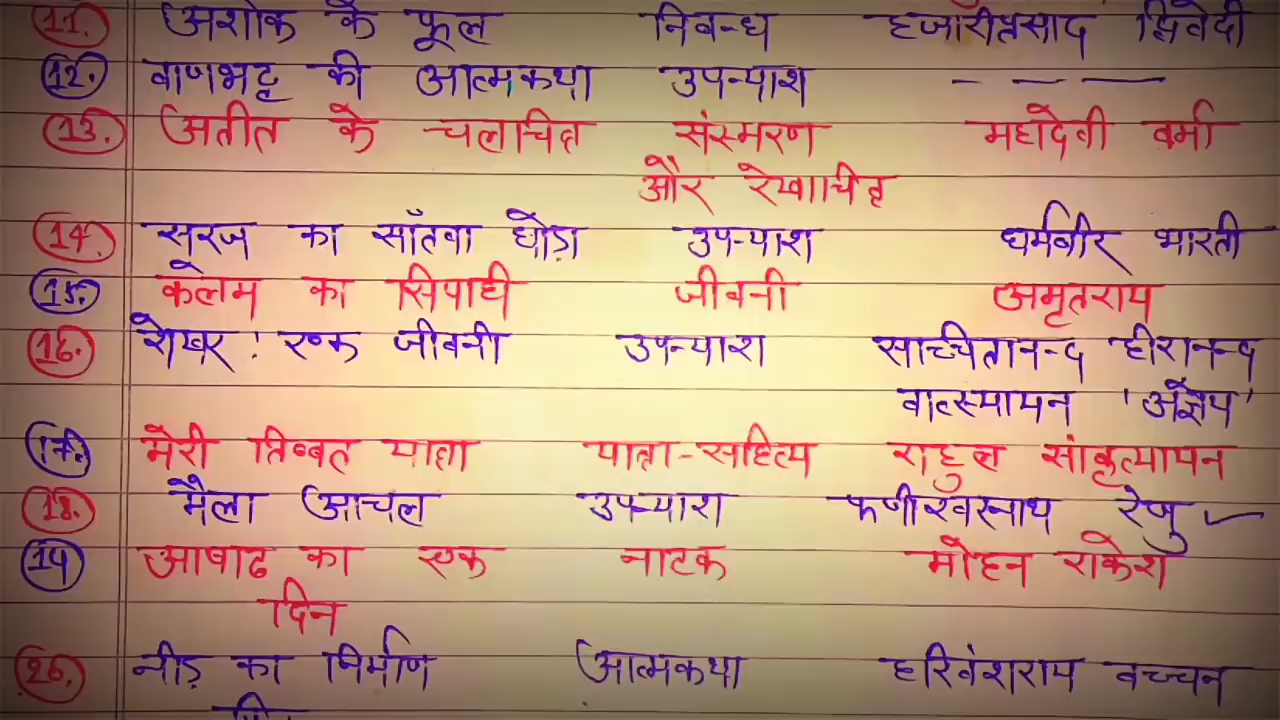 11. अशोक के फूल निबन्ध हजारीप्रसाद द्विवेदी
12. वाणभट्ट की आत्मकथा उपन्याश — — —
13. अतीत के चलाचित्र संस्मरण महादेवी वर्मा
और रेखाचित्र
14. सूरज का साँतवा घोड़ा उपन्याश धर्मवीर भारती
15. कलम का सिपाही जीवनी अमृतराय
16. शेखर : एक जीवनी उपन्याश सच्चितानन्द हीरानन्द
वात्स्यायन 'अज्ञेय'
17. मेरी तिब्बत यात्रा यात्रा-सहित्य राहुल सांकृत्यायन
18. मैला आचल उपन्याश फणीश्वरनाथ रेणु
19 आषाढ का एक नाटक मोहन राकेश
दिन
20. नीड़ का निर्माण आत्मकथा हरिवंशराय बच्चन